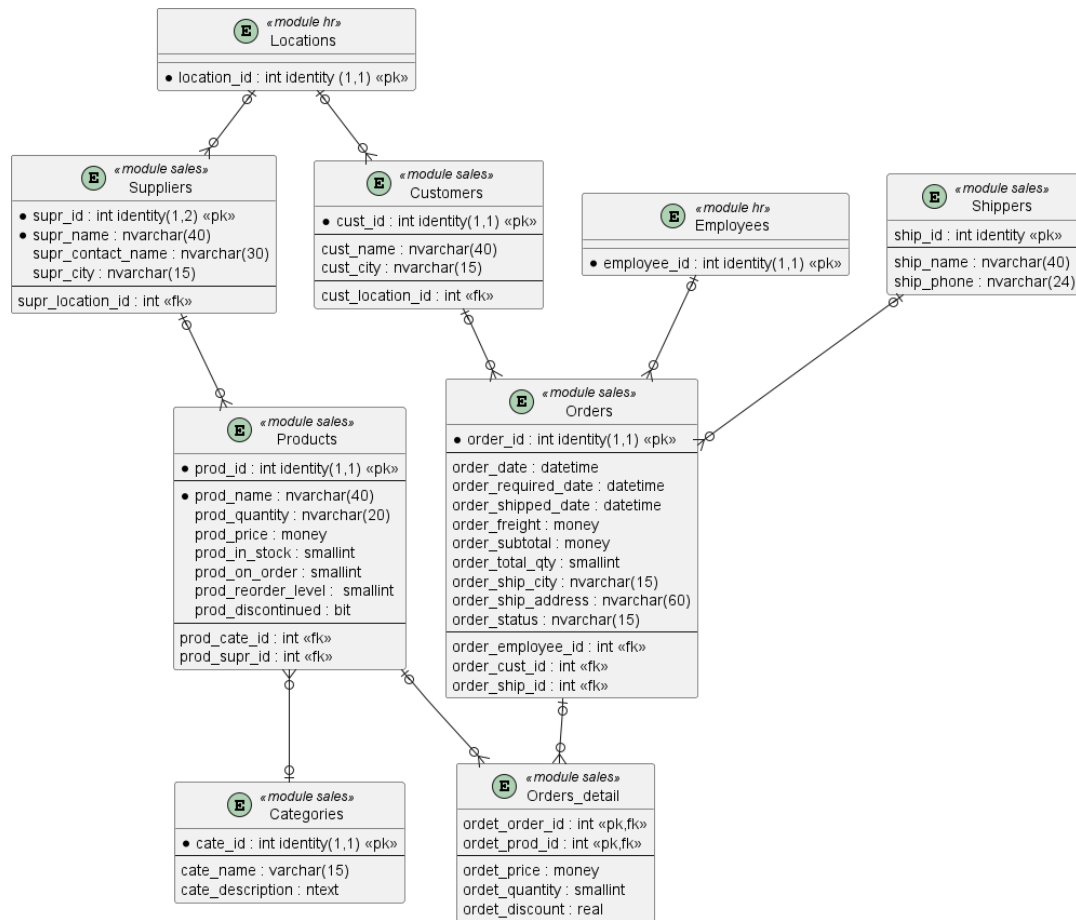 E «module hr»
Locations
location_id : int identity (1,1) «pk»
E «module sales»
Suppliers
supr_id : int identity(1,2) «pk»
supr_name : nvarchar(40)
supr_contact_name : nvarchar(30)
supr_city : nvarchar(15)
supr_location_id : int «fk»
E «module sales»
Customers
cust_id : int identity(1,1) «pk»
cust_name : nvarchar(40)
cust_city : nvarchar(15)
cust_location_id : int «fk»
E «module hr»
Employees
employee_id : int identity(1,1) «pk»
E «module sales»
Shippers
ship_id : int identity «pk»
ship_name : nvarchar(40)
ship_phone : nvarchar(24)
E «module sales»
Products
prod_id : int identity(1,1) «pk»
prod_name : nvarchar(40)
prod_quantity : nvarchar(20)
prod_price : money
prod_in_stock : smallint
prod_on_order : smallint
prod_reorder_level : smallint
prod_discontinued : bit
prod_cate_id : int «fk»
prod_supr_id : int «fk»
E «module sales»
Orders
order_id : int identity(1,1) «pk»
order_date : datetime
order_required_date : datetime
order_shipped_date : datetime
order_freight : money
order_subtotal : money
order_total_qty : smallint
order_ship_city : nvarchar(15)
order_ship_address : nvarchar(60)
order_status : nvarchar(15)
order_employee_id : int «fk»
order_cust_id : int «fk»
order_ship_id : int «fk»
E «module sales»
Categories
cate_id : int identity(1,1) «pk»
cate_name : varchar(15)
cate_description : ntext
E «module sales»
Orders_detail
ordet_order_id : int «pk,fk»
ordet_prod_id : int «pk,fk»
ordet_price : money
ordet_quantity : smallint
ordet_discount : real